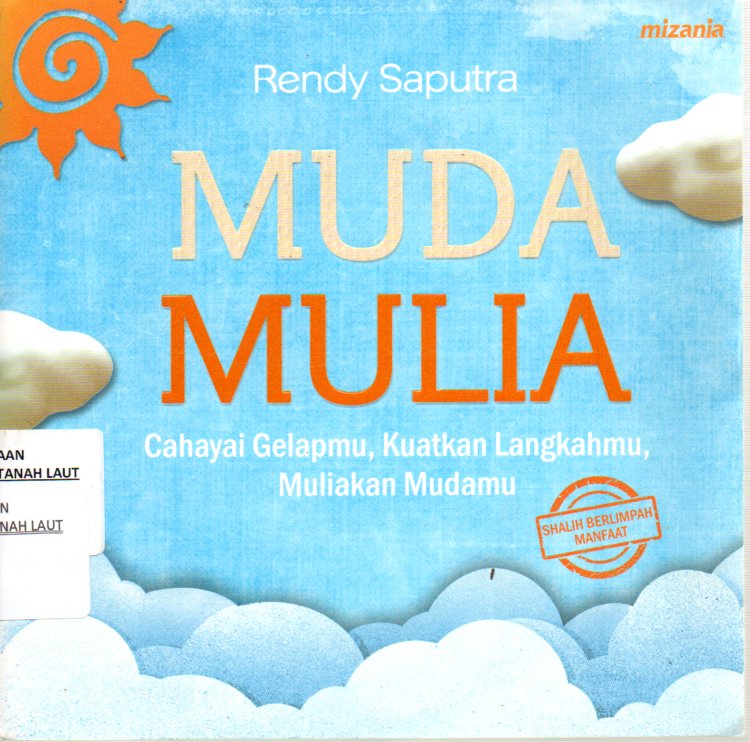 mizania
Rendy Saputra
MUDA
MULIA
Cahayai Gelapmu, Kuatkan Langkahmu,
Muliakan Mudamu
SHALIH BERLIMPAH
MANFAAT
AAN
TANAH LAUT
N
NAH LAUT